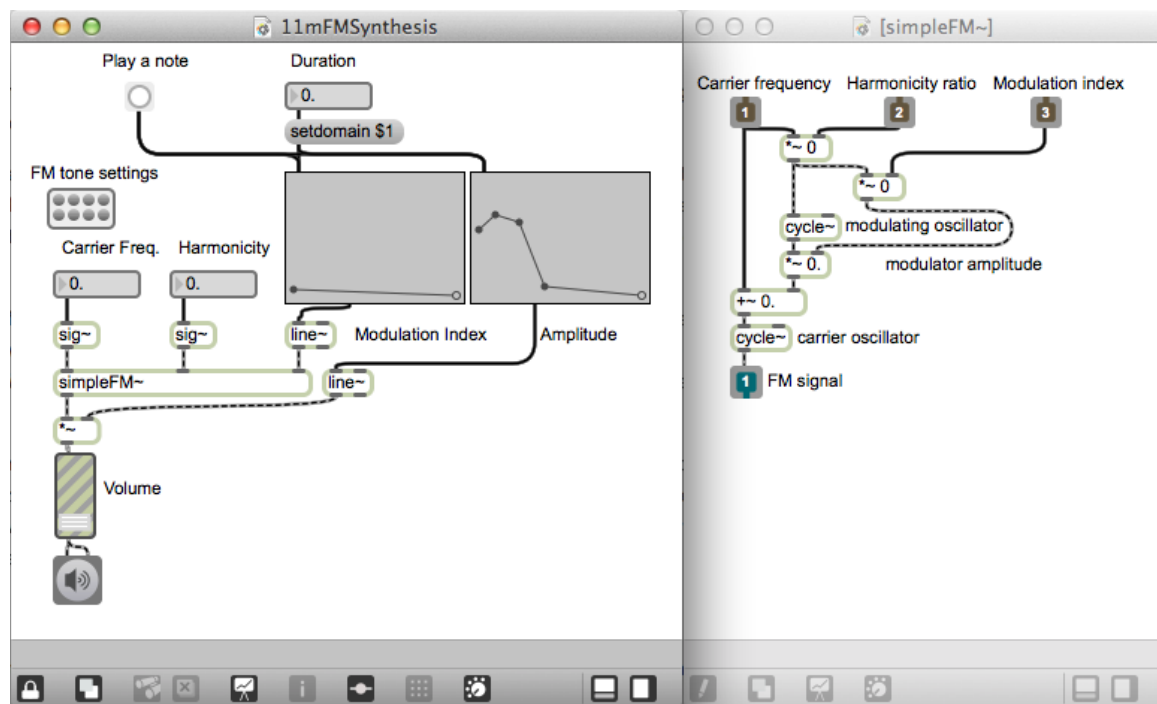 11mFMSynthesis
Play a note
Duration
0.
setdomain $1
FM tone settings
Carrier Freq.
Harmonicity
0.
0.
sig~
sig~
line~
Modulation Index
Amplitude
simpleFM~
line~
*~
Volume
[simpleFM~]
Carrier frequency
Harmonicity ratio
Modulation index
1
2
3
*~ 0
*~ 0
cycle~
modulating oscillator
*~ 0.
modulator amplitude
+~ 0.
cycle~
carrier oscillator
1
FM signal